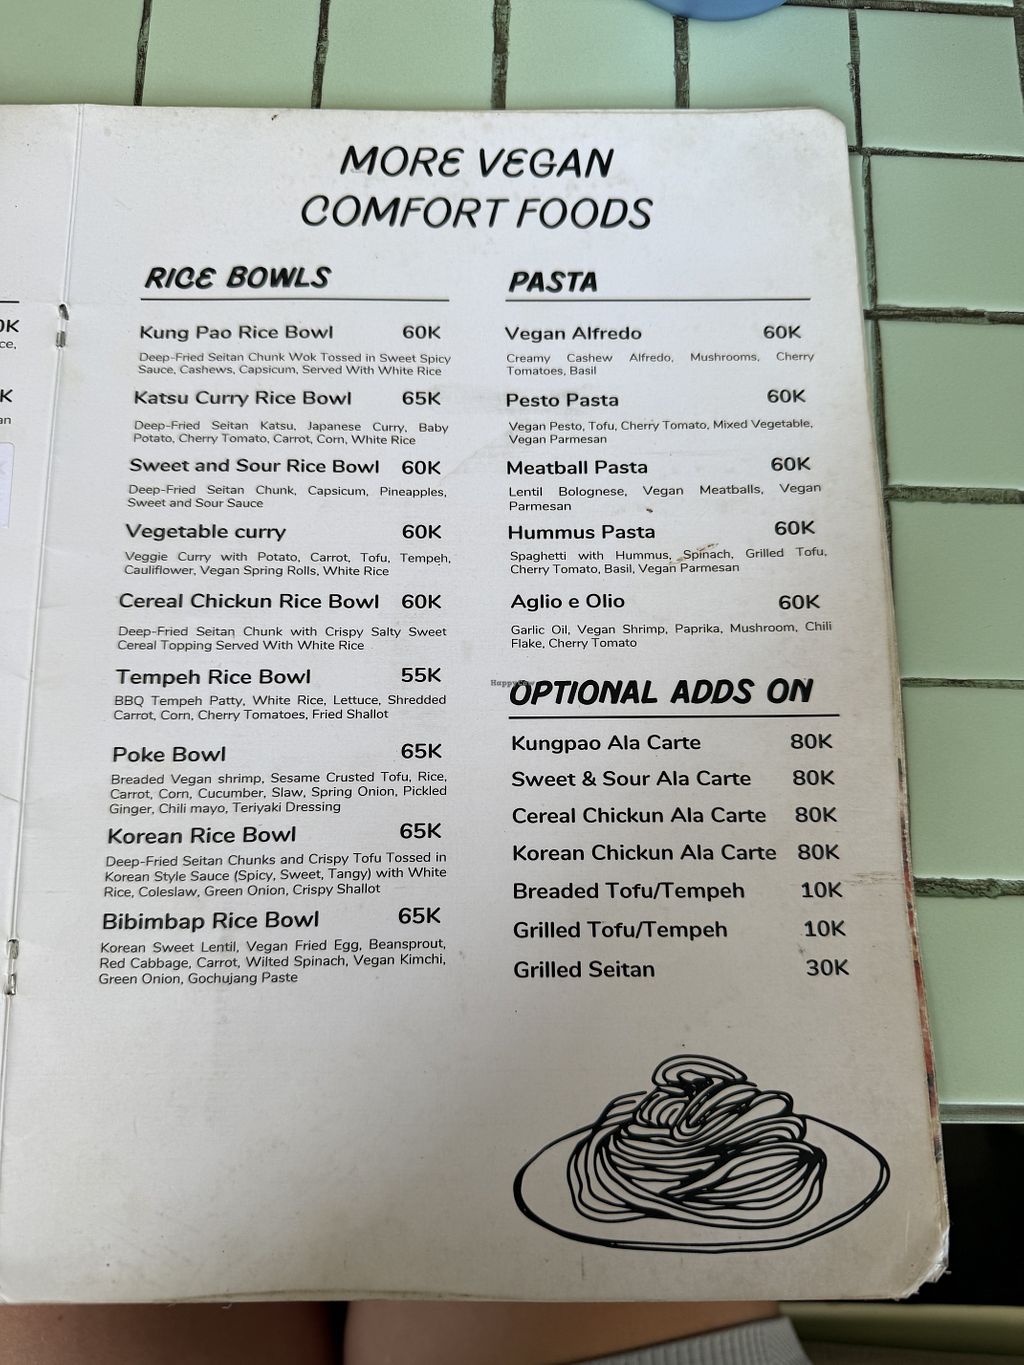 MORE VEGAN
COMFORT FOODS
RICE BOWLS
Kung Pao Rice Bowl 60K
Deep-Fried Seitan Chunk Wok Tossed in Sweet Spicy
Sauce, Cashews, Capsicum, Served With White Rice
Katsu Curry Rice Bowl 65K
Deep-Fried Seitan Katsu, Japanese Curry, Baby
Potato, Cherry Tomato, Carrot, Corn, White Rice
Sweet and Sour Rice Bowl 60K
Deep-Fried Seitan Chunk, Capsicum, Pineapples,
Sweet and Sour Sauce
Vegetable curry 60K
Veggie Curry with Potato, Carrot, Tofu, Tempeh,
Cauliflower, Vegan Spring Rolls, White Rice
Cereal Chickun Rice Bowl 60K
Deep-Fried Seitan Chunk with Crispy Salty Sweet
Cereal Topping Served With White Rice
Tempeh Rice Bowl 55K
BBQ Tempeh Patty, White Rice, Lettuce, Shredded
Carrot, Corn, Cherry Tomatoes, Fried Shallot
Poke Bowl 65K
Breaded Vegan shrimp, Sesame Crusted Tofu, Rice,
Carrot, Corn, Cucumber, Slaw, Spring Onion, Pickled
Ginger, Chili mayo, Teriyaki Dressing
Korean Rice Bowl 65K
Deep-Fried Seitan Chunks and Crispy Tofu Tossed in
Korean Style Sauce (Spicy, Sweet, Tangy) with White
Rice, Coleslaw, Green Onion, Crispy Shallot
Bibimbap Rice Bowl 65K
Korean Sweet Lentil, Vegan Fried Egg, Beansprout,
Red Cabbage, Carrot, Wilted Spinach, Vegan Kimchi,
Green Onion, Gochujang Paste
PASTA
Vegan Alfredo 60K
Creamy Cashew Alfredo, Mushrooms, Cherry
Tomatoes, Basil
Pesto Pasta 60K
Vegan Pesto, Tofu, Cherry Tomato, Mixed Vegetable,
Vegan Parmesan
Meatball Pasta 60K
Lentil Bolognese, Vegan Meatballs, Vegan
Parmesan
Hummus Pasta 60K
Spaghetti with Hummus, Spinach, Grilled Tofu,
Cherry Tomato, Basil, Vegan Parmesan
Aglio e Olio 60K
Garlic Oil, Vegan Shrimp, Paprika, Mushroom, Chili
Flake, Cherry Tomato
HappyCow
OPTIONAL ADDS ON
Kungpao Ala Carte 80K
Sweet & Sour Ala Carte 80K
Cereal Chickun Ala Carte 80K
Korean Chickun Ala Carte 80K
Breaded Tofu/Tempeh 10K
Grilled Tofu/Tempeh 10K
Grilled Seitan 30K